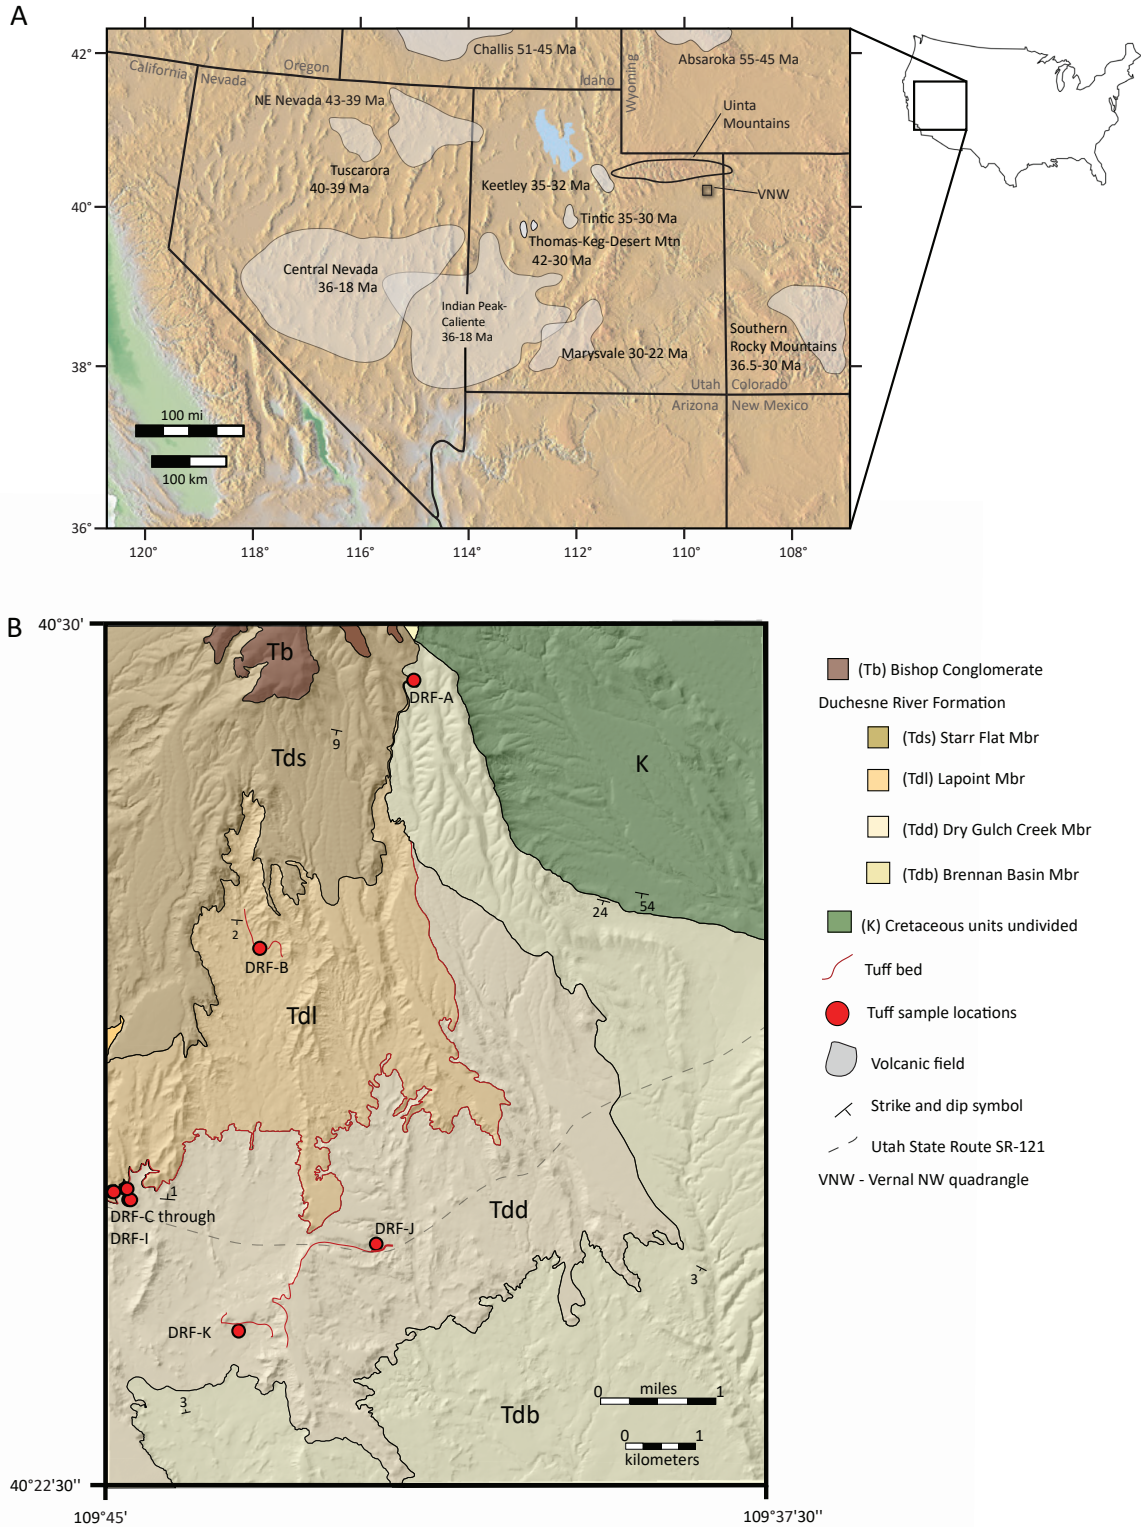 A
42°
40°
38°
36°
120°
118°
116°
114°
112°
110°
108°
California
Nevada
Oregon
Idaho
Wyoming
Utah
Colorado
Arizona
New Mexico
Challis 51-45 Ma
Absaroka 55-45 Ma
NE Nevada 43-39 Ma
Uinta
Mountains
Tuscarora
40-39 Ma
Keetley 35-32 Ma
VNW
Tintic 35-30 Ma
Thomas-Keg-Desert Mtn
42-30 Ma
Central Nevada
36-18 Ma
Indian Peak-
Caliente
36-18 Ma
Marysvale 30-22 Ma
Southern
Rocky Mountains
36.5-30 Ma
100 mi
100 km
B
40°30'
40°22'30"
109°45'
109°37'30"
Tb
DRF-A
9
Tds
K
24
54
2
DRF-B
Tdl
1
DRF-C through
DRF-I
Tdd
DRF-J
3
DRF-K
3
Tdb
0 miles 1
0 1
kilometers
(Tb) Bishop Conglomerate
Duchesne River Formation
(Tds) Starr Flat Mbr
(Tdl) Lapoint Mbr
(Tdd) Dry Gulch Creek Mbr
(Tdb) Brennan Basin Mbr
(K) Cretaceous units undivided
Tuff bed
Tuff sample locations
Volcanic field
Strike and dip symbol
Utah State Route SR-121
VNW - Vernal NW quadrangle